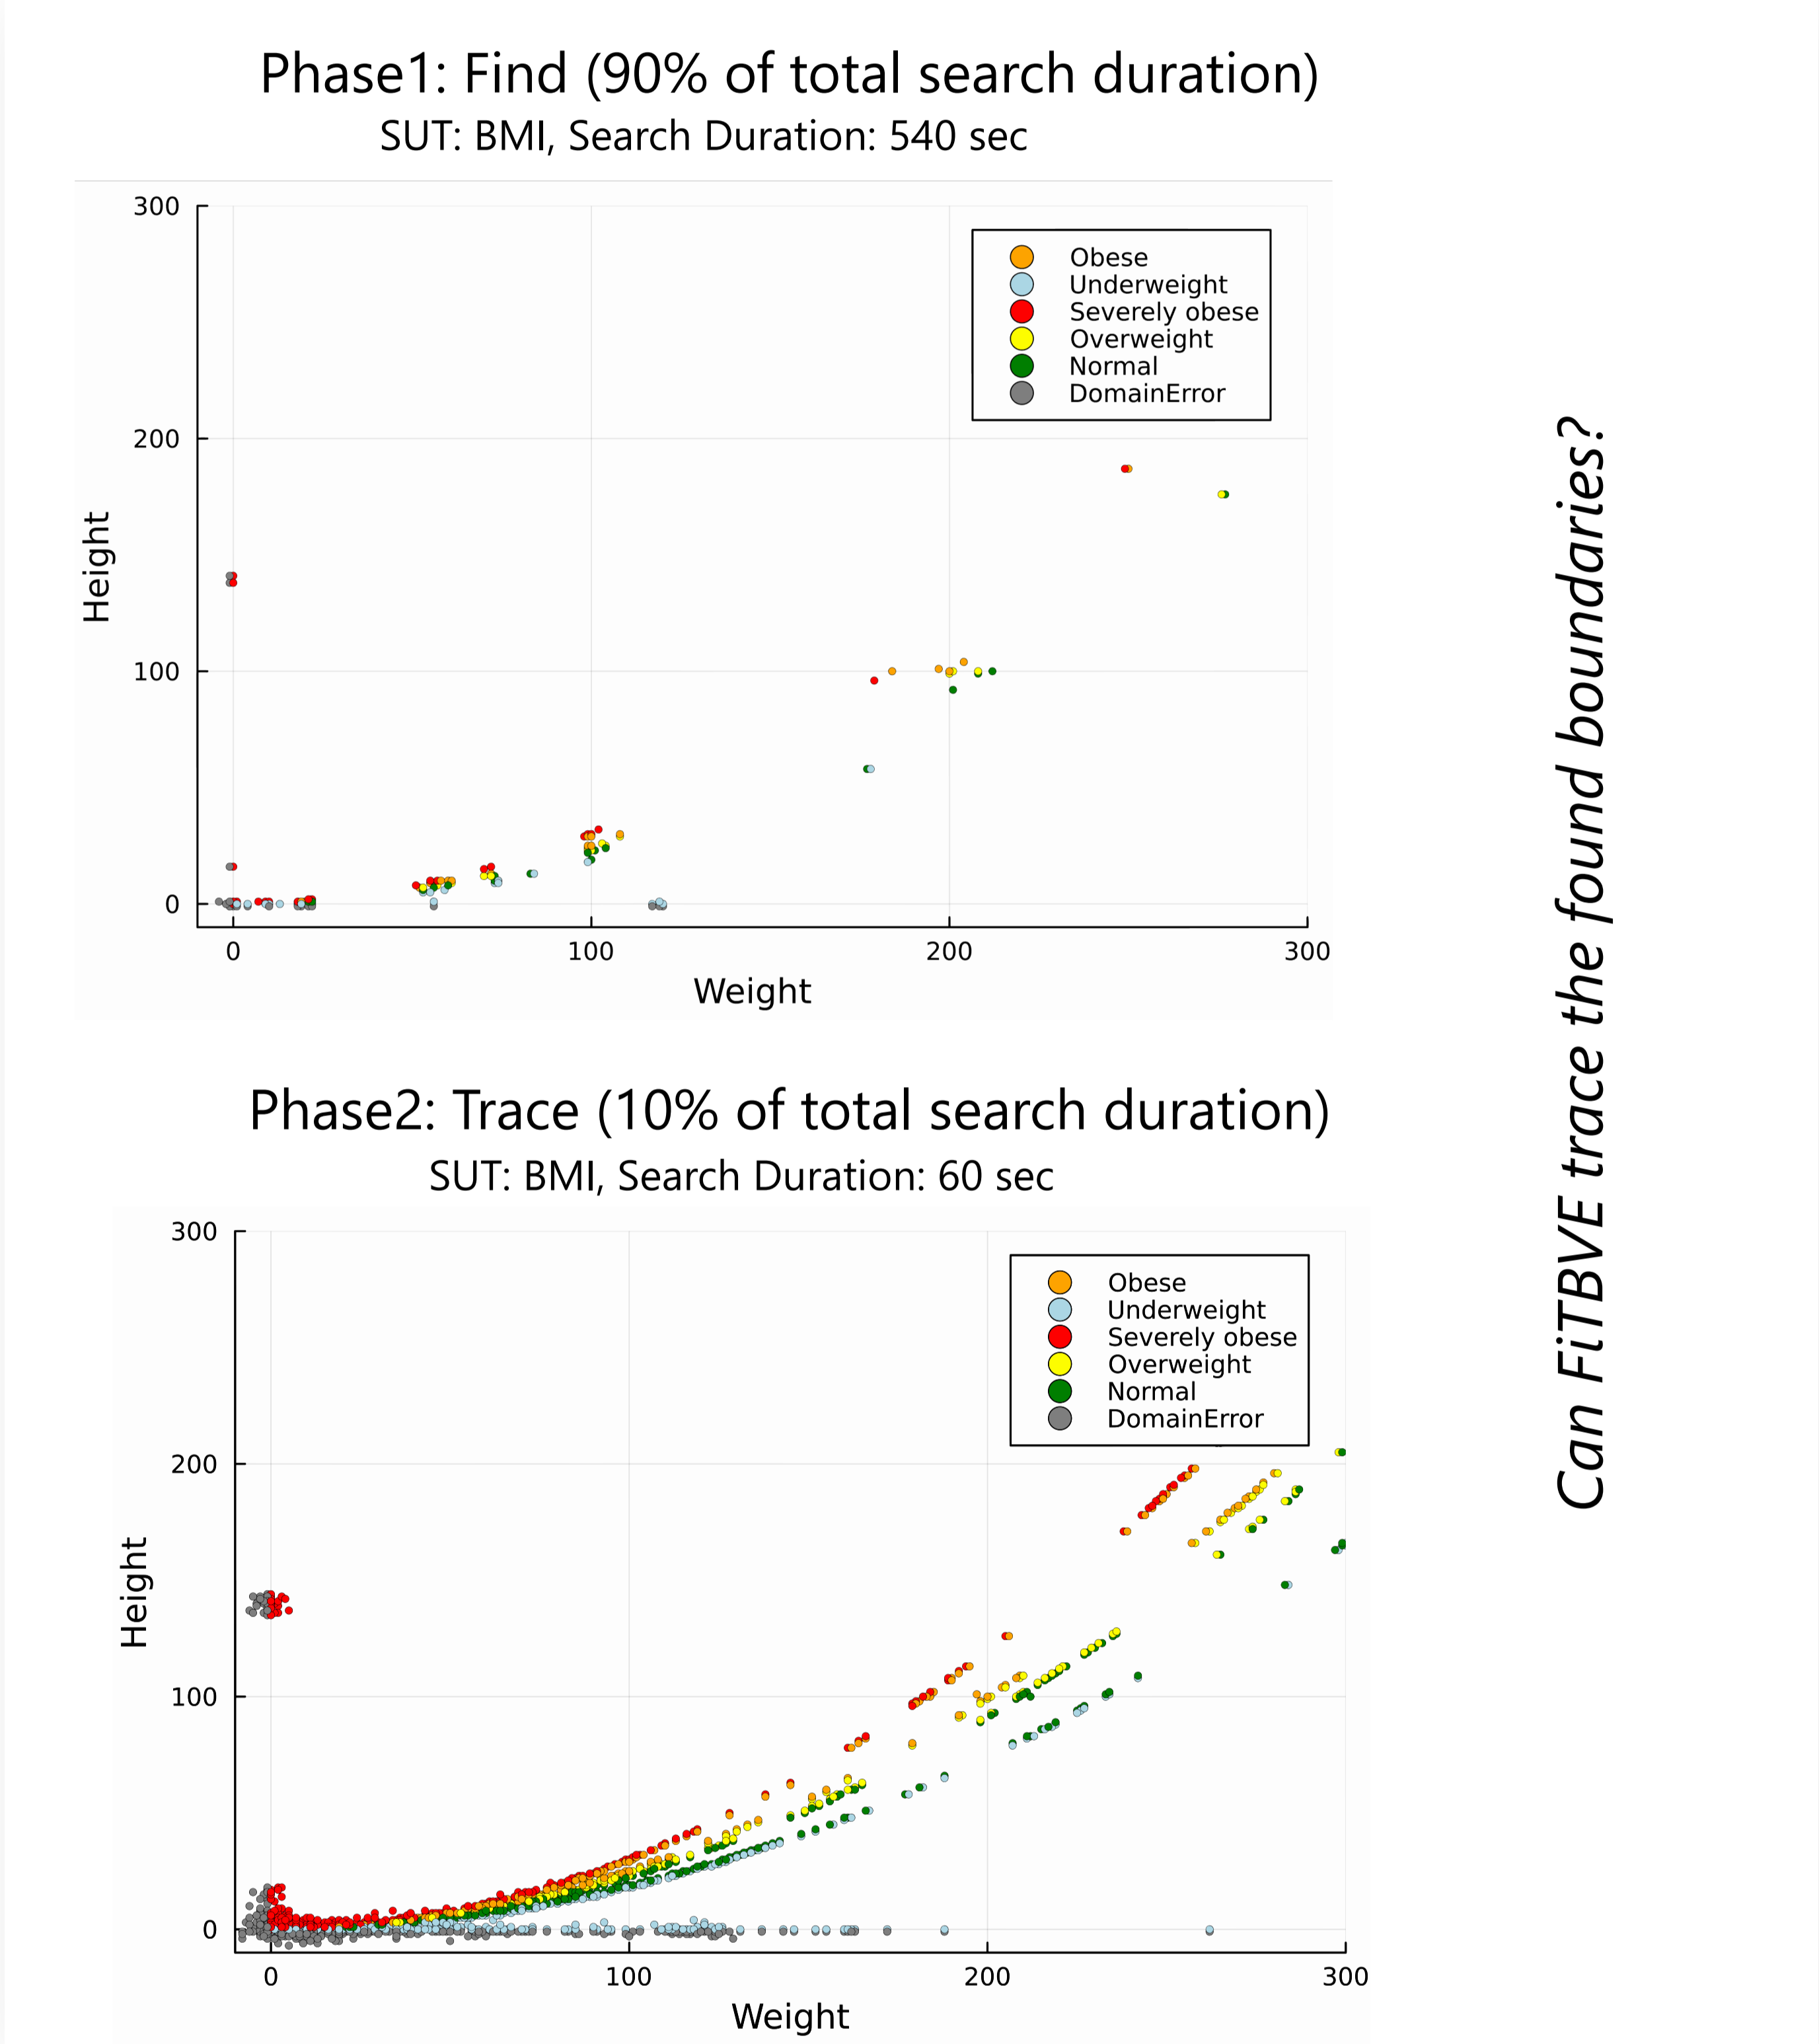 Phase1: Find (90% of total search duration)
SUT: BMI, Search Duration: 540 sec
300
200
100
0
Height
Obese
Underweight
Severely obese
Overweight
Normal
DomainError
0 100 200 300
Weight
Phase2: Trace (10% of total search duration)
SUT: BMI, Search Duration: 60 sec
300
200
100
0
Height
Obese
Underweight
Severely obese
Overweight
Normal
DomainError
0 100 200 300
Weight
Can FiTBVE trace the found boundaries?